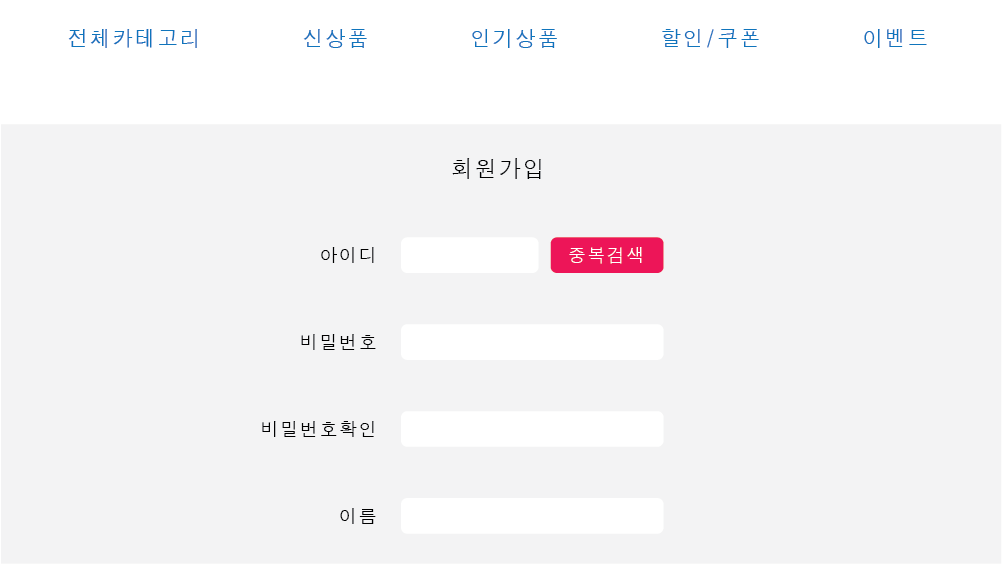 전체카테고리 신상품 인기상품 할인/쿠폰 이벤트
회원가입
아이디 중복검색
비밀번호
비밀번호확인
이름